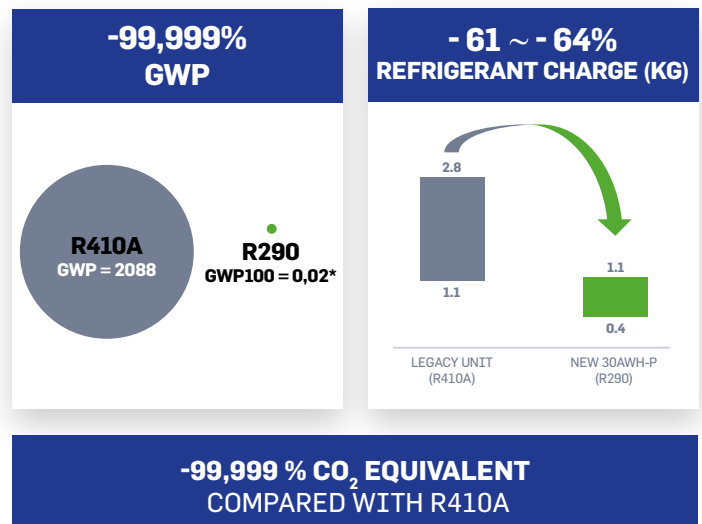 -99,999%
GWP
R410A
GWP = 2088
R290
GWP100 = 0,02*
- 61 ~ - 64%
REFRIGERANT CHARGE (KG)
2.8
1.1
1.1
0.4
LEGACY UNIT
(R410A)
NEW 30AWH-P
(R290)
-99,999 % CO₂ EQUIVALENT
COMPARED WITH R410A